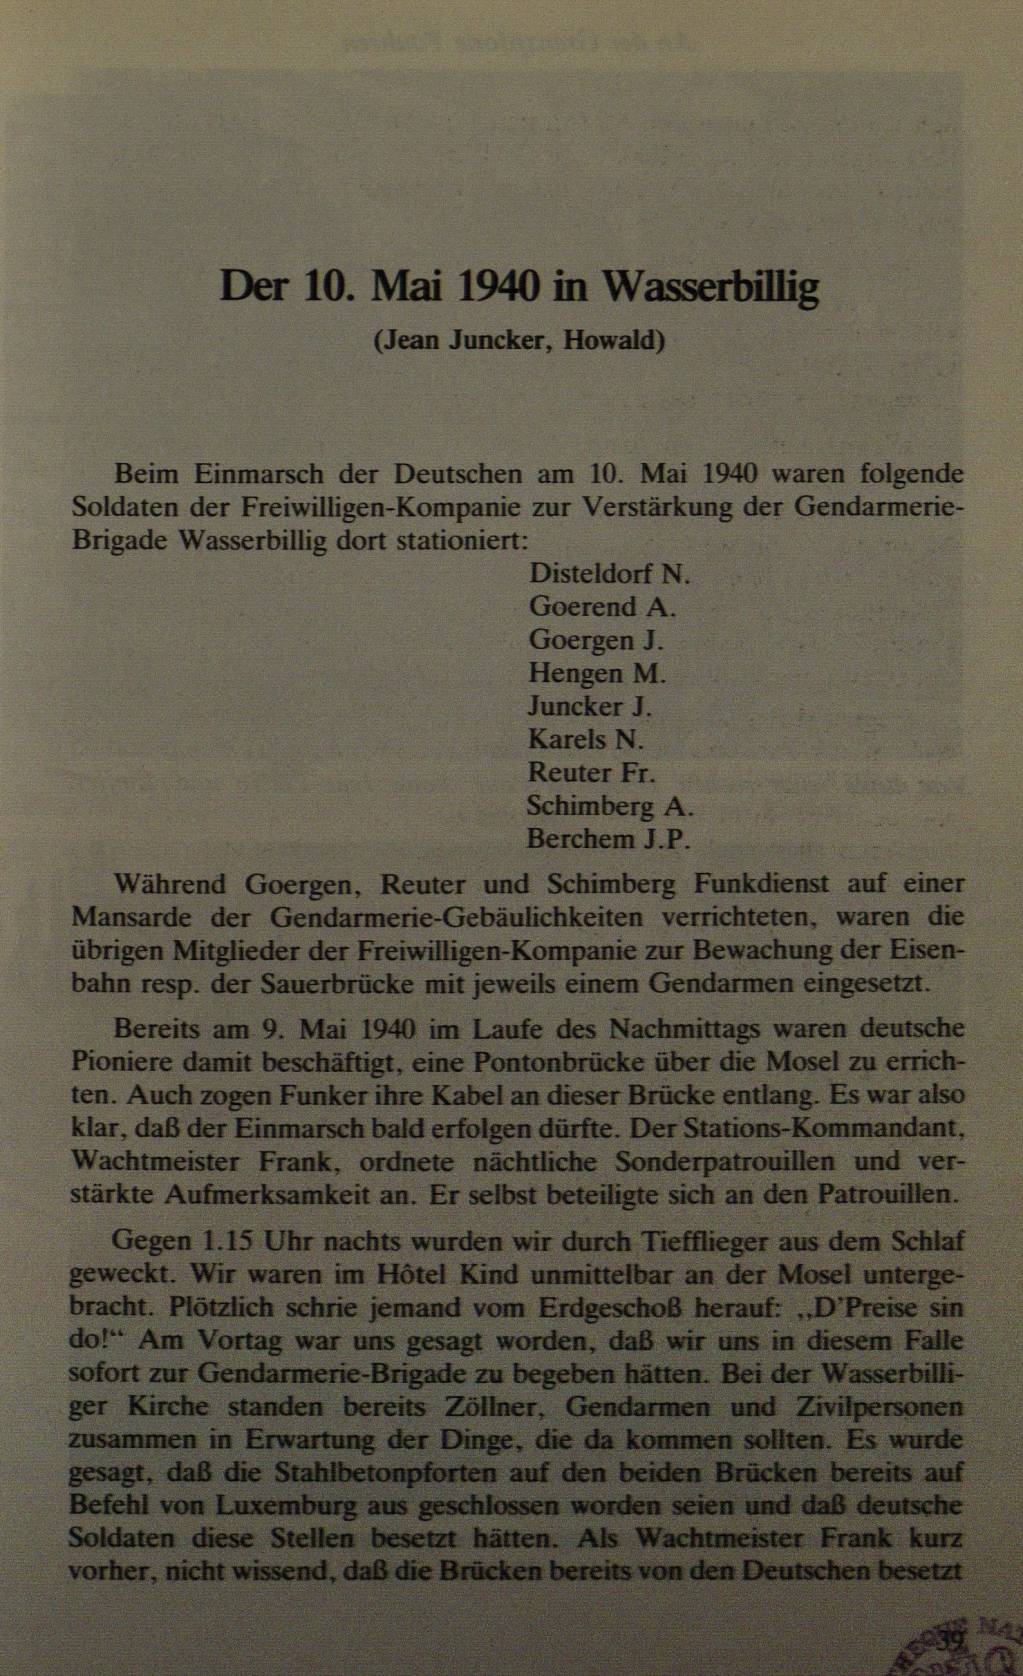 Der 10. Mai 1940 in Wasserbillig
(Jean Juncker, Howald)
Beim Einmarsch der Deutschen am 10. Mai 1940 waren folgende
Soldaten der Freiwilligen-Kompanie zur Verstärkung der Gendarmerie-
Brigade Wasserbillig dort stationiert:
Disteldorf N.
Goerend A.
Goergen J.
Hengen M.
Juncker J.
Karels N.
Reuter Fr.
Schimberg A.
Berchem J.P.
Während Goergen, Reuter und Schimberg Funkdienst auf einer
Mansarde der Gendarmerie-Gebäulichkeiten verrichteten, waren die
übrigen Mitglieder der Freiwilligen-Kompanie zur Bewachung der Eisen-
bahn resp. der Sauerbrücke mit jeweils einem Gendarmen eingesetzt.
Bereits am 9. Mai 1940 im Laufe des Nachmittags waren deutsche
Pioniere damit beschäftigt, eine Pontonbrücke über die Mosel zu errich-
ten. Auch zogen Funker ihre Kabel an dieser Brücke entlang. Es war also
klar, daß der Einmarsch bald erfolgen dürfte. Der Stations-Kommandant,
Wachtmeister Frank, ordnete nächtliche Sonderpatrouillen und ver-
stärkte Aufmerksamkeit an. Er selbst beteiligte sich an den Patrouillen.
Gegen 1.15 Uhr nachts wurden wir durch Tiefflieger aus dem Schlaf
geweckt. Wir waren im Hôtel Kind unmittelbar an der Mosel unterge-
bracht. Plötzlich schrie jemand vom Erdgeschoß herauf: „D'Preise sin
do!“ Am Vortag war uns gesagt worden, daß wir uns in diesem Falle
sofort zur Gendarmerie-Brigade zu begeben hätten. Bei der Wasserbilli-
ger Kirche standen bereits Zöllner, Gendarmen und Zivilpersonen
zusammen in Erwartung der Dinge, die da kommen sollten. Es wurde
gesagt, daß die Stahlbetonpforten auf den beiden Brücken bereits auf
Befehl von Luxemburg aus geschlossen worden seien und daß deutsche
Soldaten diese Stellen besetzt hätten. Als Wachtmeister Frank kurz
vorher, nicht wissend, daß die Brücken bereits von den Deutschen besetzt
39